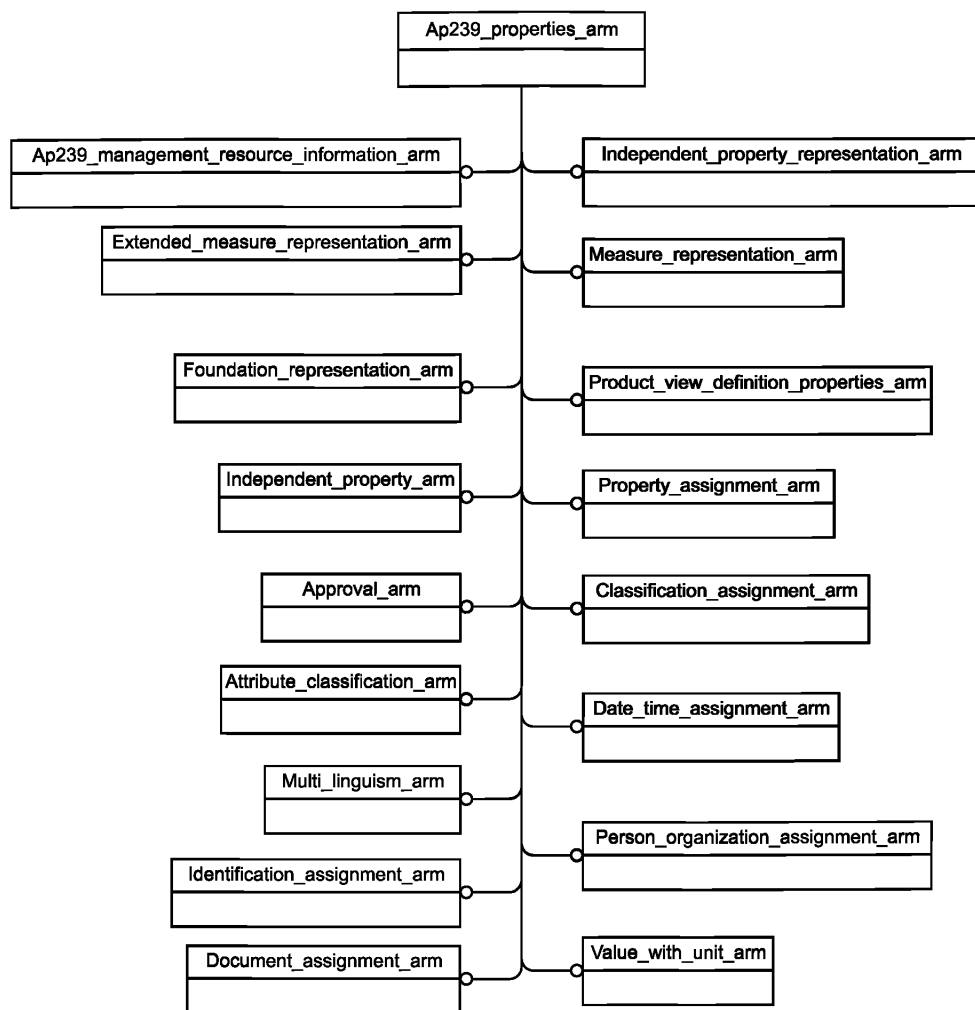 Ap239_properties_arm
Ap239_management_resource_information_arm
Independent_property_representation_arm
Extended_measure_representation_arm
Measure_representation_arm
Foundation_representation_arm
Product_view_definition_properties_arm
Independent_property_arm
Property_assignment_arm
Approval_arm
Classification_assignment_arm
Attribute_classification_arm
Date_time_assignment_arm
Multi_linguism_arm
Person_organization_assignment_arm
Identification_assignment_arm
Document_assignment_arm
Value_with_unit_arm